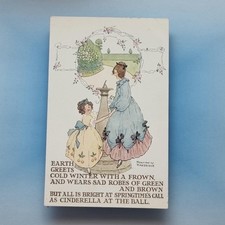 EARTH
GREETS
COLD WINTER WITH A FROWN,
AND WEARS SAD ROBES OF GREEN
AND BROWN
BUT ALL IS BRIGHT AT SPRINGTIME'S CALL
AS CINDERELLA AT THE BALL.